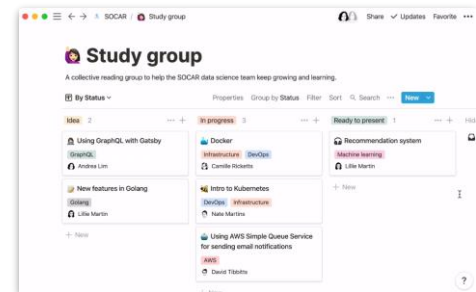 SOCAR / Study group
Share Updates Favorite
Study group
A collective reading group to help the SOCAR data science team keep growing and learning.
By Status
Properties Group by Status Filter Sort Search New
Idea 2
Using GraphQL with Gatsby
GraphQL
Andrea Lim
New features in Golang
Golang
Lillie Martin
+ New
In progress 3
Docker
Infrastructure DevOps
Camille Ricketts
Intro to Kubernetes
DevOps Infrastructure
Nate Martins
Using AWS Simple Queue Service
for sending email notifications
AWS
David Tibbitts
+ New
Ready to present 1
Recommendation system
Machine learning
Lillie Martin
+ New
Hid
?